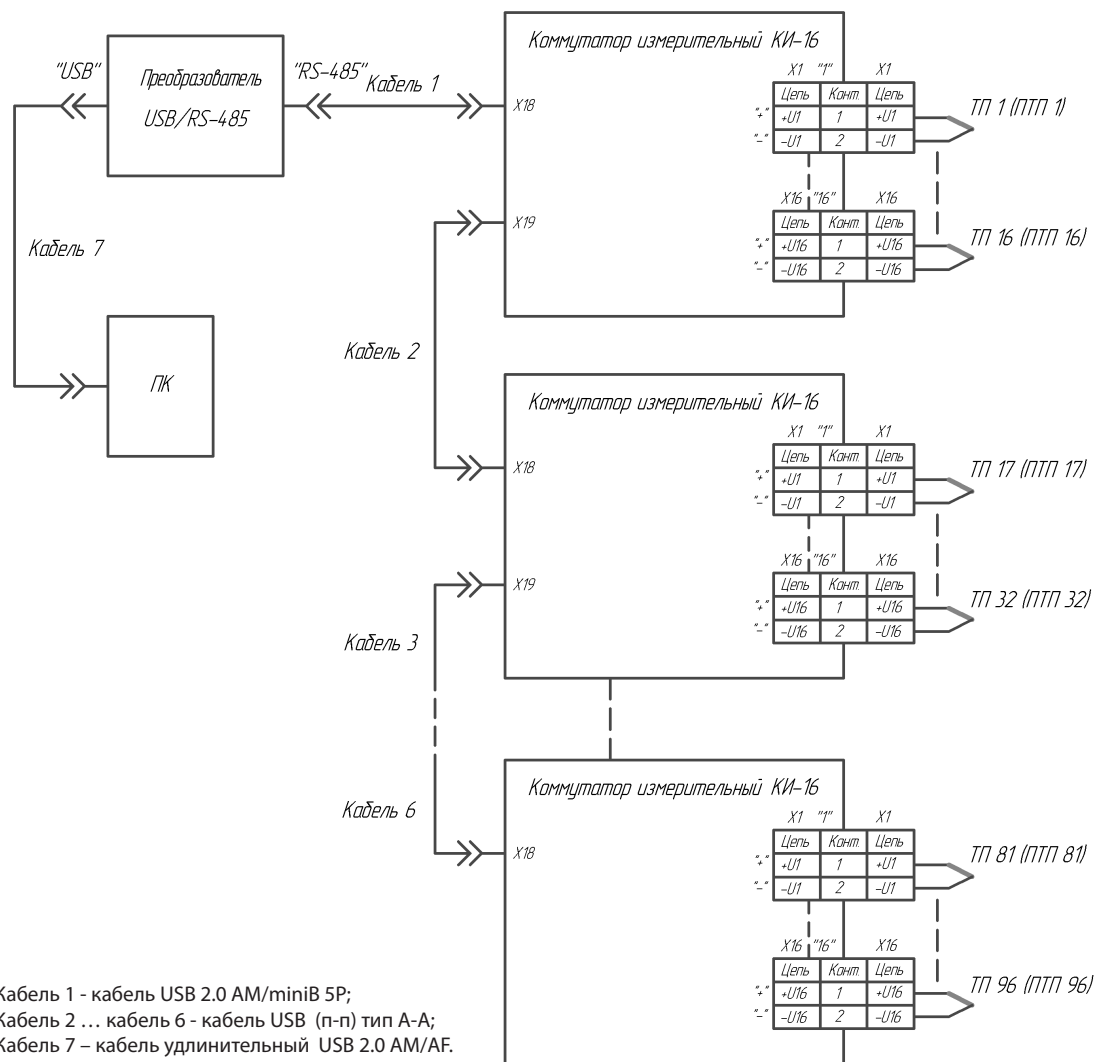 Коммутатор измерительный КИ-16
"USB"
Преобразователь
USB/RS-485
"RS-485"
Кабель 1
X18
X1 "1" X1
Цепь Конт. Цепь
"+" +U1 1 +U1
"-" -U1 2 -U1
ТП 1 (ПТП 1)
X16 "16" X16
Цепь Конт. Цепь
"+" +U16 1 +U16
"-" -U16 2 -U16
ТП 16 (ПТП 16)
X19
Кабель 7
ПК
Кабель 2
Коммутатор измерительный КИ-16
X18
X1 "1" X1
Цепь Конт. Цепь
"+" +U1 1 +U1
"-" -U1 2 -U1
ТП 17 (ПТП 17)
X16 "16" X16
Цепь Конт. Цепь
"+" +U16 1 +U16
"-" -U16 2 -U16
ТП 32 (ПТП 32)
X19
Кабель 3
Кабель 6
Коммутатор измерительный КИ-16
X18
X1 "1" X1
Цепь Конт. Цепь
"+" +U1 1 +U1
"-" -U1 2 -U1
ТП 81 (ПТП 81)
X16 "16" X16
Цепь Конт. Цепь
"+" +U16 1 +U16
"-" -U16 2 -U16
ТП 96 (ПТП 96)
Кабель 1 - кабель USB 2.0 AM/miniB 5P;
Кабель 2 ... кабель 6 - кабель USB (п-п) тип А-А;
Кабель 7 – кабель удлинительный USB 2.0 AM/AF.